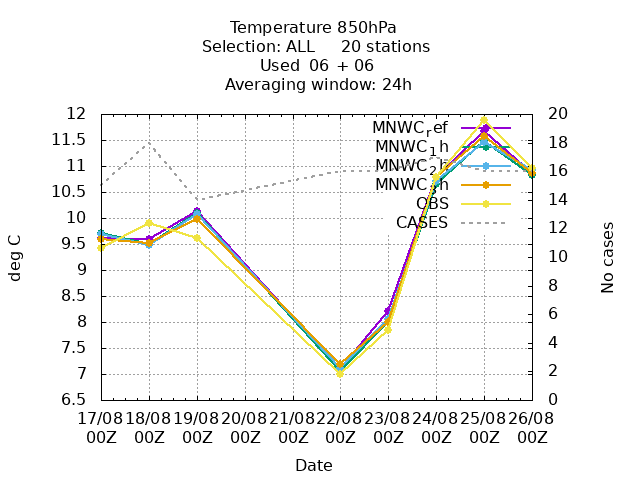 Temperature 850hPa
Selection: ALL 20 stations
Used 06 + 06
Averaging window: 24h
12
11.5
11
10.5
10
9.5
9
8.5
8
7.5
7
6.5
deg C
20
18
16
14
12
10
8
6
4
2
0
No cases
MNWCref
MNWC1h
MNWC2h
MNWC3h
OBS
CASES
17/08 18/08 19/08 20/08 21/08 22/08 23/08 24/08 25/08 26/08
00Z 00Z 00Z 00Z 00Z 00Z 00Z 00Z 00Z 00Z
Date